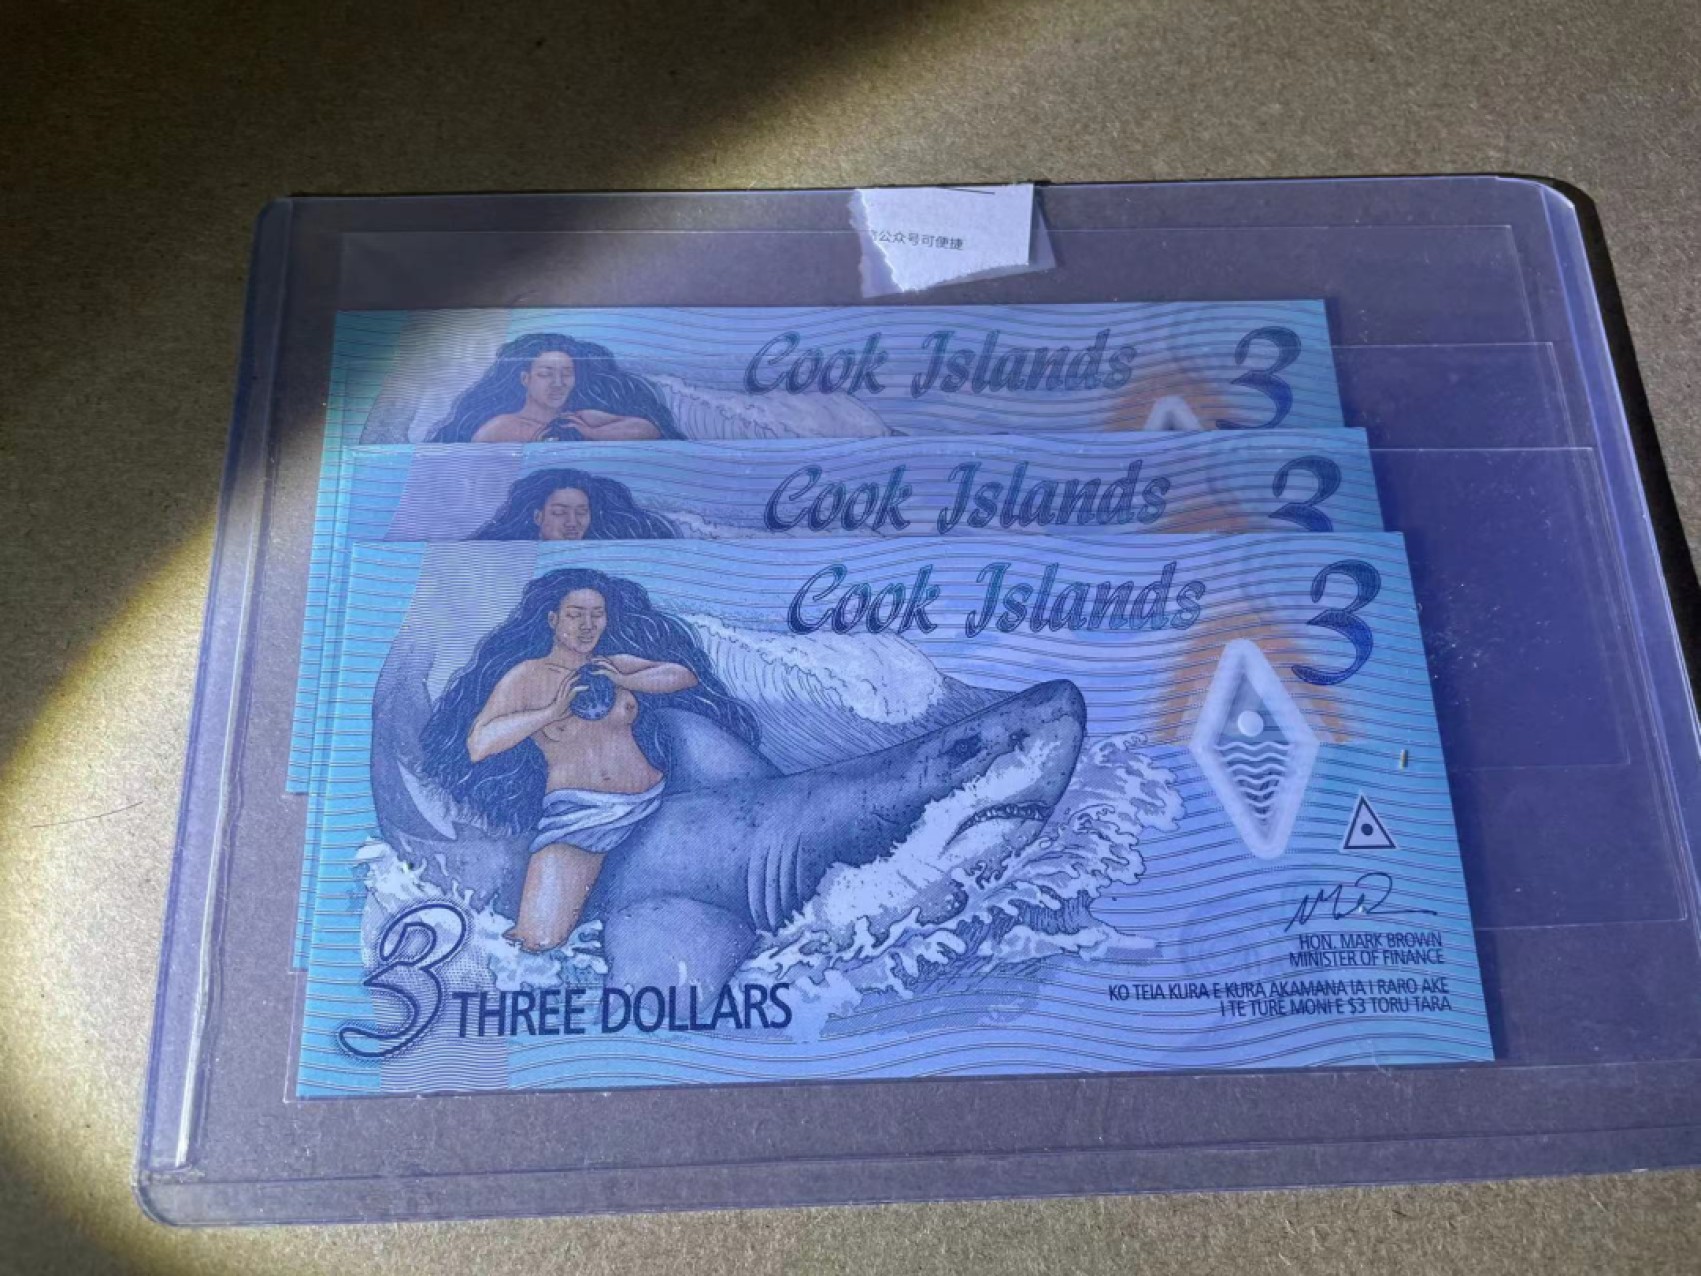 公众号可便捷
Cook Islands 3
Cook Islands 3
Cook Islands 3
HON. MARK BROWN
MINISTER OF FINANCE
KO TEIA KURA E KURA AKAMANA IA I RARO AKE
I TE TURE MONI E $3 TORU TARA
3 THREE DOLLARS